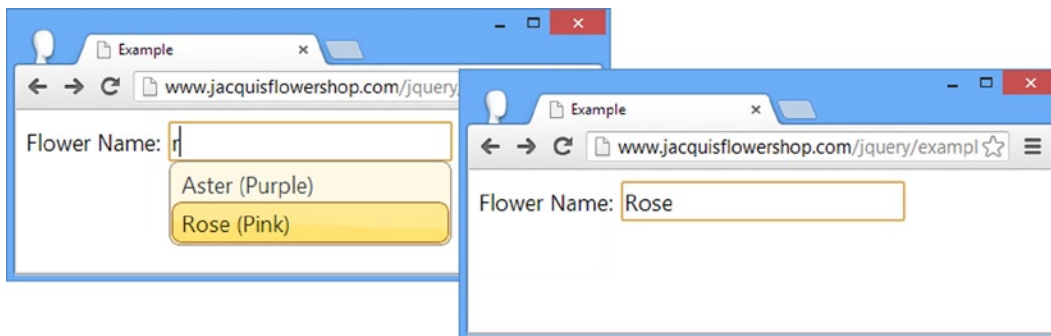 Example
www.jacquisflowershop.com/jquery
Flower Name: r
Aster (Purple)
Rose (Pink)
Example
www.jacquisflowershop.com/jquery/exampl
Flower Name: Rose